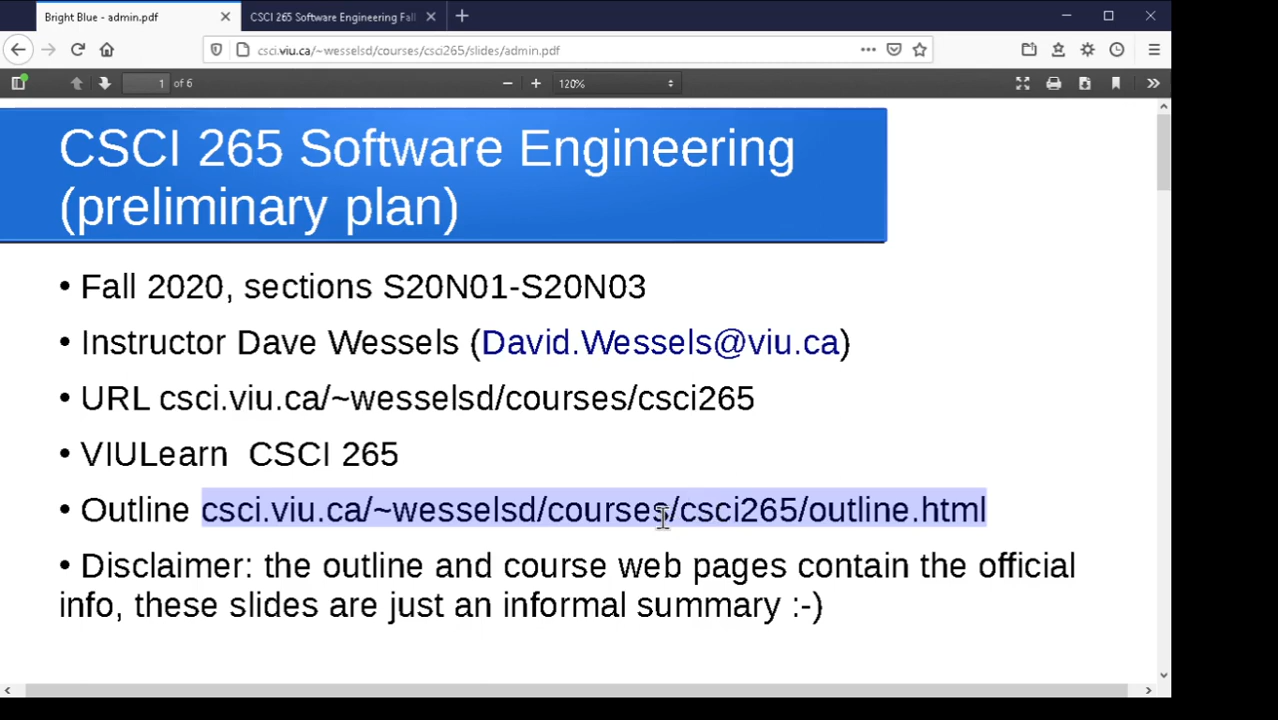 Bright Blue - admin.pdf
CSCI 265 Software Engineering Fall
csci.viu.ca/~wesselsd/courses/csci265/slides/admin.pdf
1 of 6
120%
CSCI 265 Software Engineering
(preliminary plan)
• Fall 2020, sections S20N01-S20N03
• Instructor Dave Wessels (David.Wessels@viu.ca)
• URL csci.viu.ca/~wesselsd/courses/csci265
• VIULearn CSCI 265
• Outline csci.viu.ca/~wesselsd/courses/csci265/outline.html
• Disclaimer: the outline and course web pages contain the official
info, these slides are just an informal summary :-)